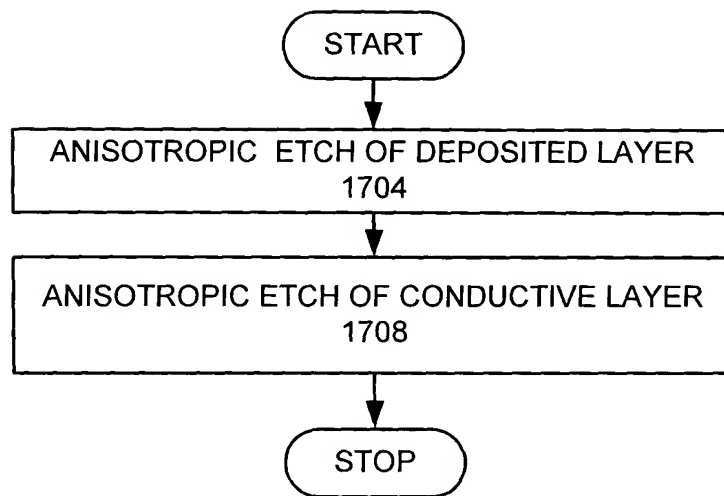 START
ANISOTROPIC ETCH OF DEPOSITED LAYER
1704
ANISOTROPIC ETCH OF CONDUCTIVE LAYER
1708
STOP